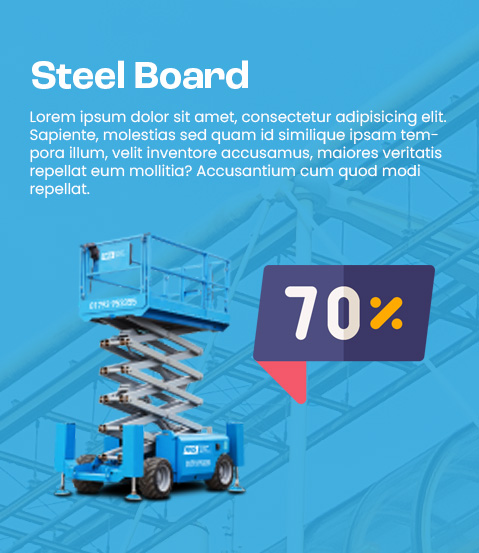 Steel Board
Lorem ipsum dolor sit amet, consectetur adipisicing elit.
Sapiente, molestias sed quam id similique ipsam tem-
pora illum, velit inventore accusamus, maiores veritatis
repellat eum mollitia? Accusantium cum quod modi
repellat.
70%